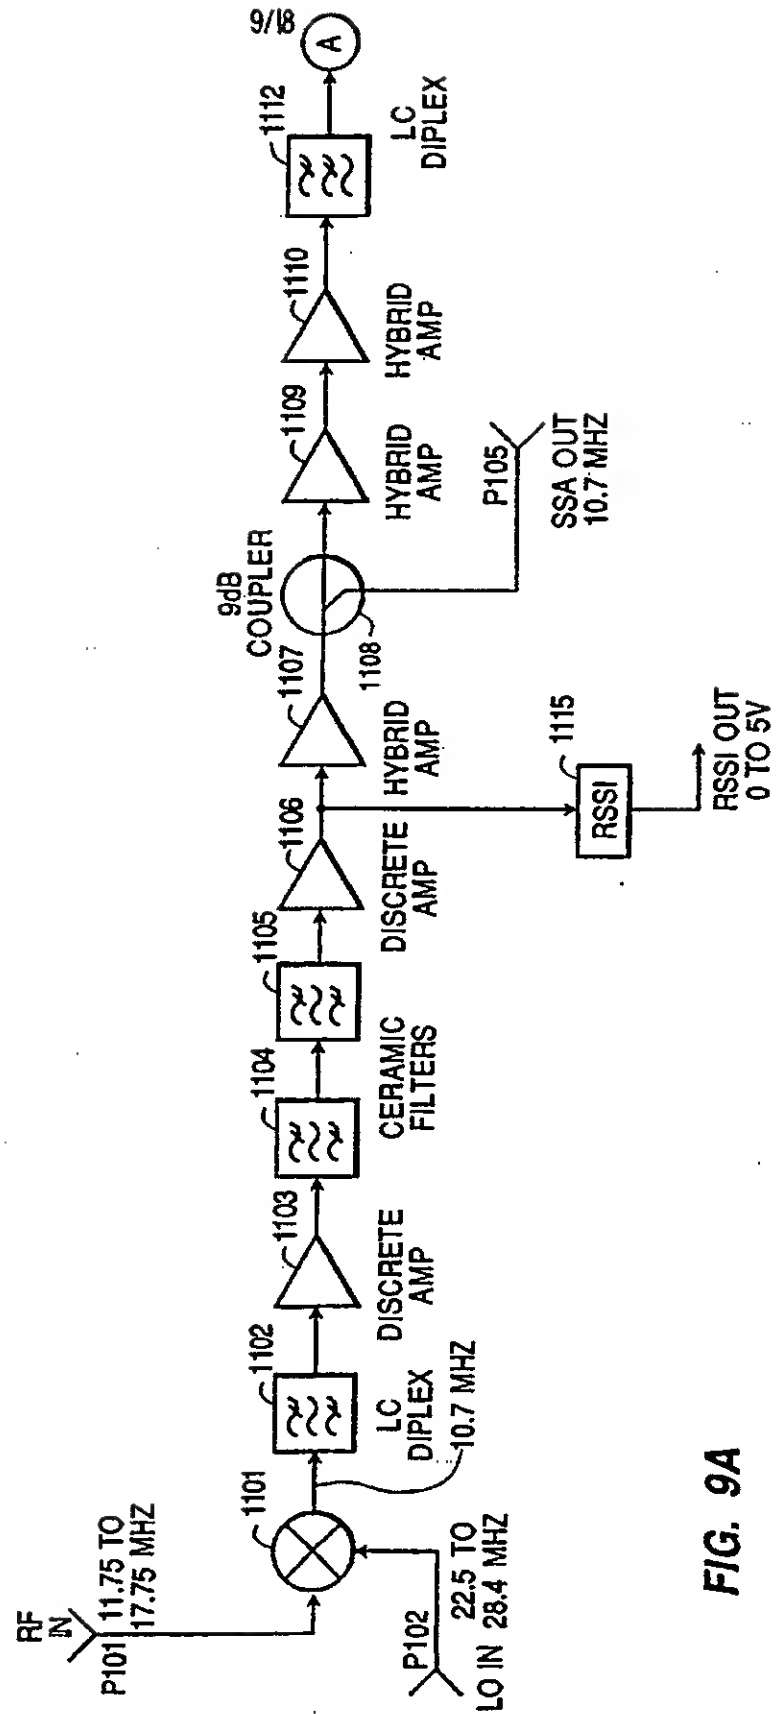 RF
IN
P101
11.75 TO
17.75 MHZ
P102
22.5 TO
LO IN 28.4 MHZ
1101
10.7 MHZ
1102
LC
DIPLEX
1103
DISCRETE
AMP
1104
1105
CERAMIC
FILTERS
1106
DISCRETE
AMP
1107
HYBRID
AMP
1115
RSSI
RSSI OUT
0 TO 5V
9dB
COUPLER
1108
P105
SSA OUT
10.7 MHZ
1109
HYBRID
AMP
1110
HYBRID
AMP
1112
LC
DIPLEX
A
9/18
FIG. 9A